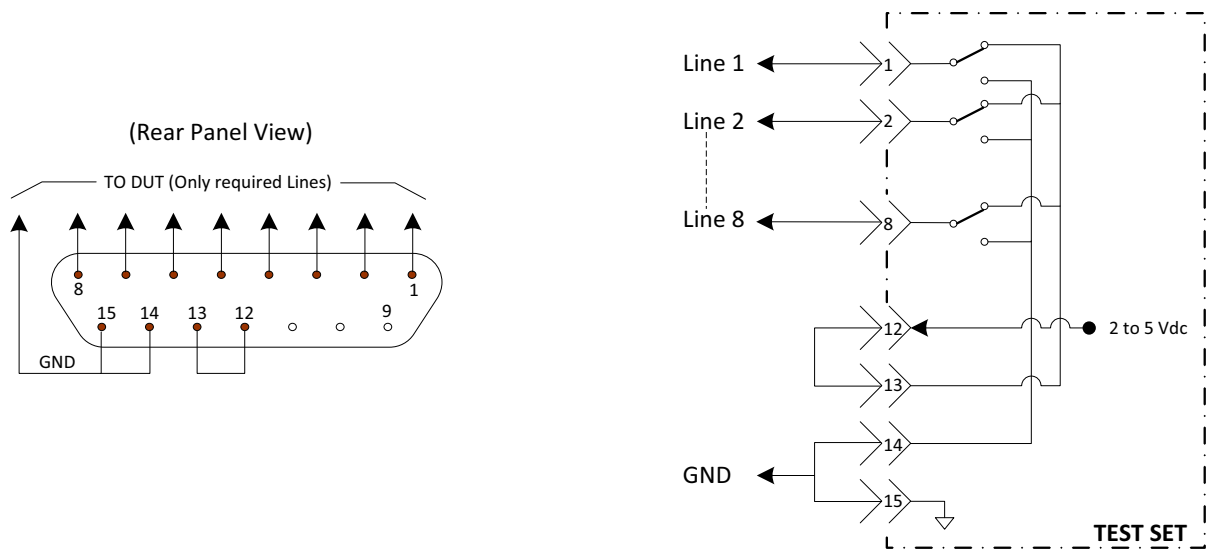 (Rear Panel View)
TO DUT (Only required Lines)
8
1
15
14
13
12
9
GND
Line 1
1
Line 2
2
Line 8
8
12
2 to 5 Vdc
13
14
GND
15
TEST SET